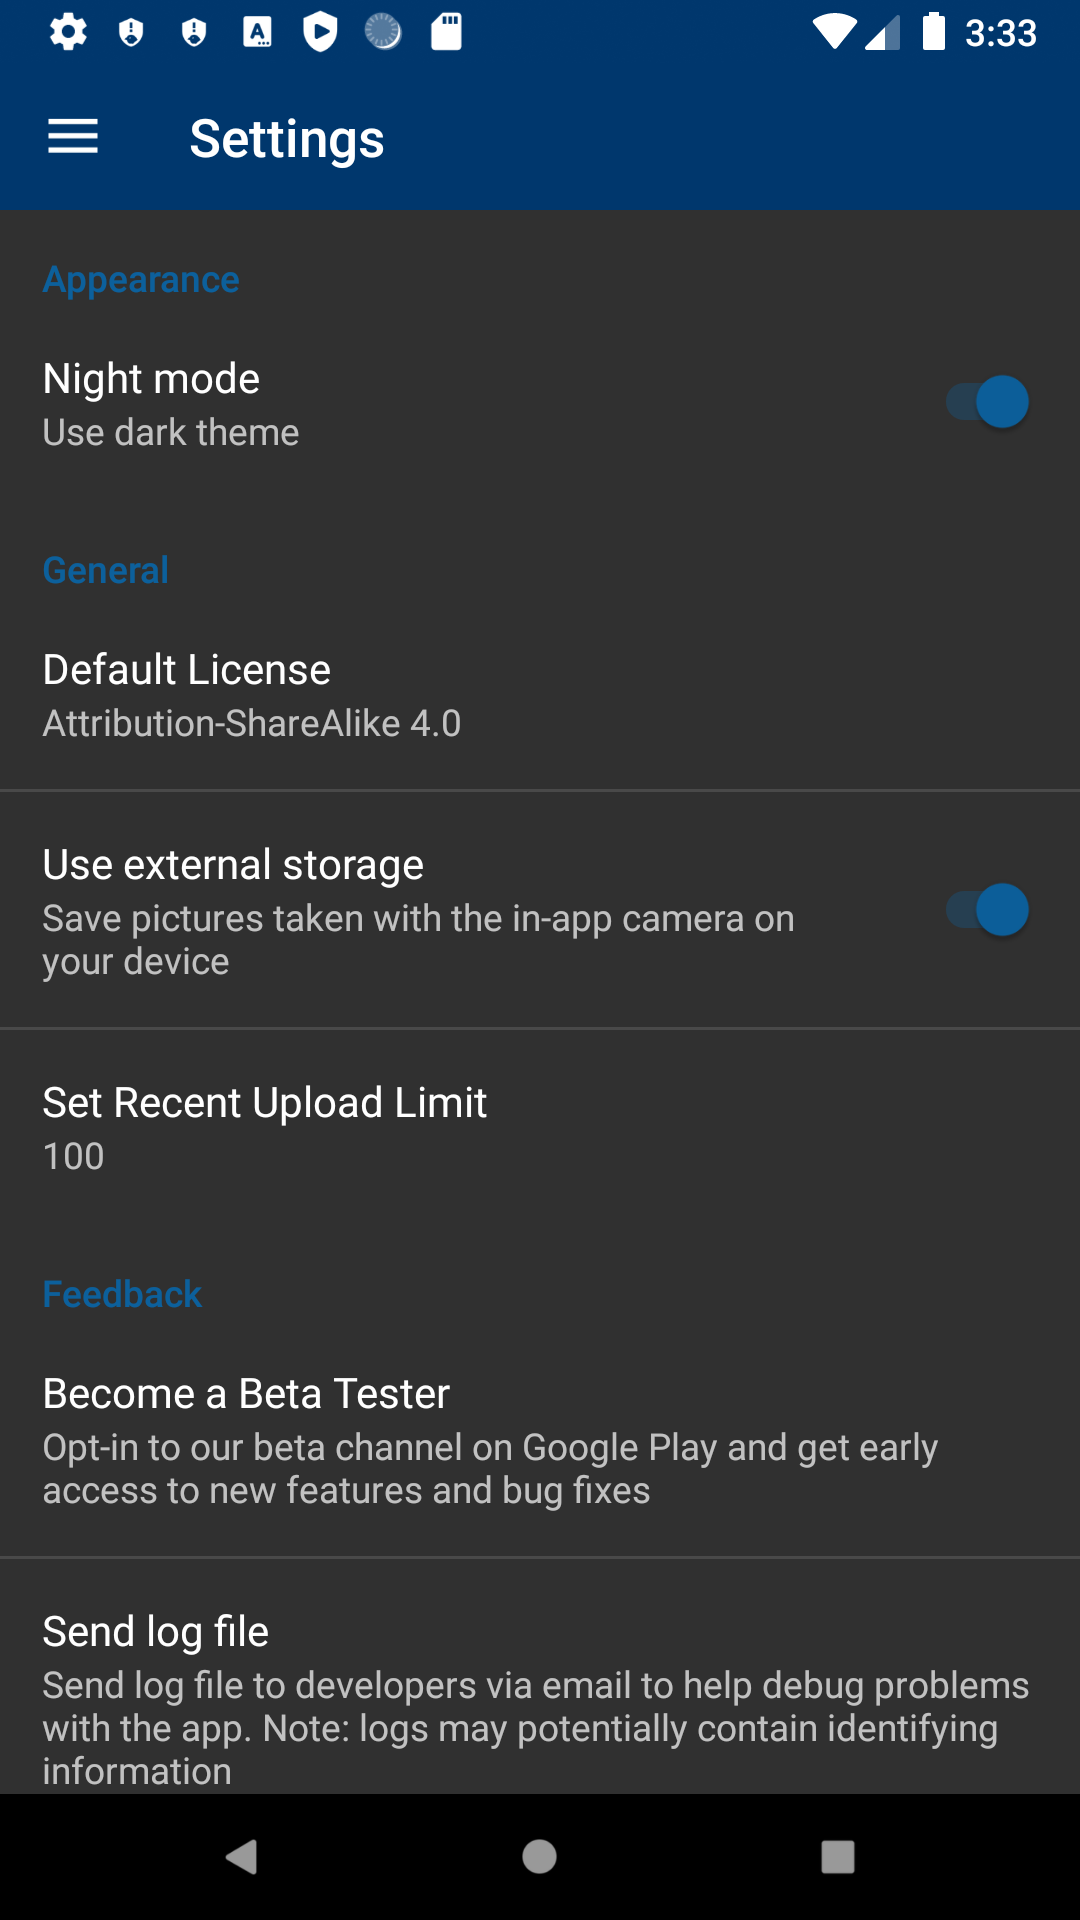 3:33
Settings
Appearance
Night mode
Use dark theme
General
Default License
Attribution-ShareAlike 4.0
Use external storage
Save pictures taken with the in-app camera on
your device
Set Recent Upload Limit
100
Feedback
Become a Beta Tester
Opt-in to our beta channel on Google Play and get early
access to new features and bug fixes
Send log file
Send log file to developers via email to help debug problems
with the app. Note: logs may potentially contain identifying
information